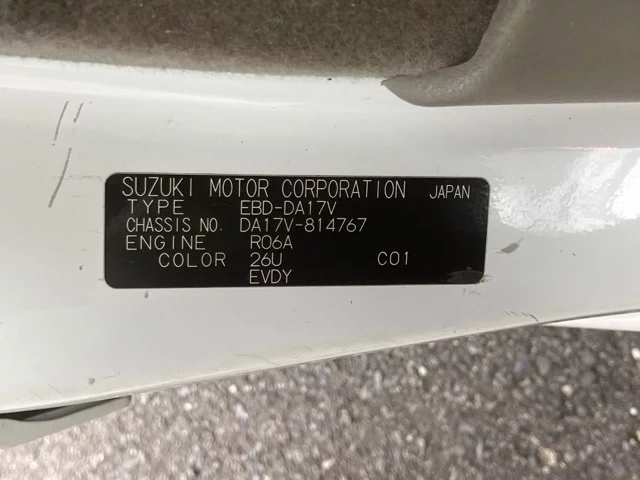 SUZUKI MOTOR CORPORATION JAPAN
TYPE EBD-DA17V
CHASSIS NO. DA17V-814767
ENGINE R06A
COLOR 26U C01
EVDY